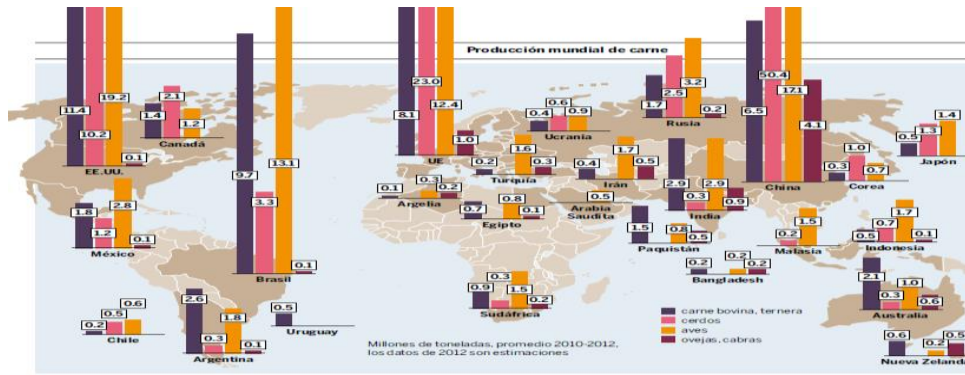 Producción mundial de carne
11.4
10.2
19.2
0.1
EE.UU.
1.4
2.1
1.2
Canadá
1.8
1.2
2.8
0.1
México
9.7
3.3
13.1
0.1
Brasil
0.2
0.5
0.6
Chile
2.6
0.3
1.8
0.1
Argentina
0.5
Uruguay
8.1
23.0
12.4
1.0
UE
0.4
0.6
0.9
Ucrania
1.7
2.5
3.2
0.2
Rusia
0.2
1.6
0.3
Turquía
0.4
1.7
0.5
Irán
0.1
0.3
0.2
Argelia
0.7
0.8
0.1
Egipto
0.5
Arabia
Saudita
2.9
0.3
2.9
0.9
India
6.5
50.4
17.1
4.1
China
0.3
1.0
0.7
Corea
0.5
1.3
1.4
Japón
1.5
0.8
0.5
Paquistán
0.2
0.2
0.2
Bangladesh
0.2
1.5
Malasia
0.5
0.7
1.7
0.1
Indonesia
0.9
0.3
1.5
0.2
Sudáfrica
2.1
0.3
1.0
0.6
Australia
0.6
0.2
0.5
Nueva Zelanda
carne bovina, ternera
cerdos
aves
ovejas, cabras
Millones de toneladas, promedio 2010-2012,
los datos de 2012 son estimaciones